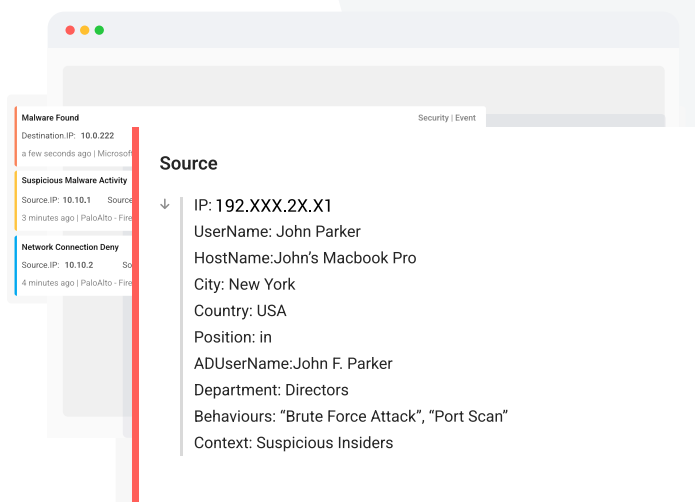 Malware Found
Security | Event
Destination.IP: 10.0.222
a few seconds ago | Microsoft
Suspicious Malware Activity
Source.IP: 10.10.1 Source
3 minutes ago | PaloAlto - Fire
Network Connection Deny
Source.IP: 10.10.2 So
4 minutes ago | PaloAlto - Fire
Source
IP: 192.XXX.2X.X1
UserName: John Parker
HostName:John’s Macbook Pro
City: New York
Country: USA
Position: in
ADUserName:John F. Parker
Department: Directors
Behaviours: “Brute Force Attack”, “Port Scan”
Context: Suspicious Insiders